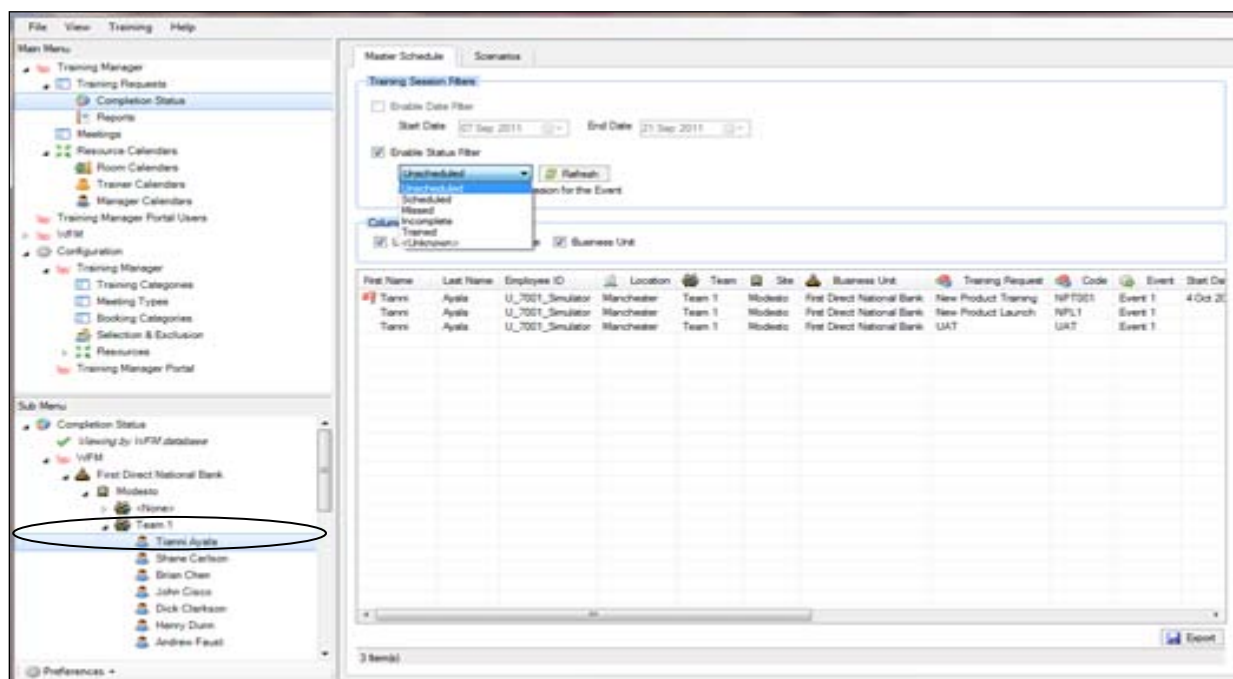 File View Training Help
Main Menu
Training Manager
Training Requests
Completion Status
Reports
Meetings
Resource Calendars
Room Calendars
Trainer Calendars
Manager Calendars
Training Manager Portal Users
WFM
Configuration
Training Manager
Training Categories
Meeting Types
Booking Categories
Selection & Exclusion
Resources
Training Manager Portal
Sub Menu
Completion Status
Viewing by WFM database
WFM
First Direct National Bank
Modesto
<None>
Team 1
Tianni Ayala
Shane Carlson
Brian Chen
John Cisco
Dick Clarkson
Henry Dunn
Andrew Faust
Preferences
Master Schedule Scenarios
Training Session Filters
Enable Date Filter
Start Date 07 Sep 2011 End Date 21 Sep 2011
Enable Status Filter
Unscheduled Refresh
Unscheduled
for the Event
Scheduled
Missed
Incomplete
Trained
<Unknown>
Business Unit
First Name Last Name Employee ID Location Team Site Business Unit Training Request Code Event Start Da
Tianni Ayala U_7001_Simulator Manchester Team 1 Modesto First Direct National Bank New Product Training NPT001 Event 1 4 Oct 20
Tianni Ayala U_7001_Simulator Manchester Team 1 Modesto First Direct National Bank New Product Launch NPL1 Event 1
Tianni Ayala U_7001_Simulator Manchester Team 1 Modesto First Direct National Bank UAT UAT Event 1
Export
3 Item(s)